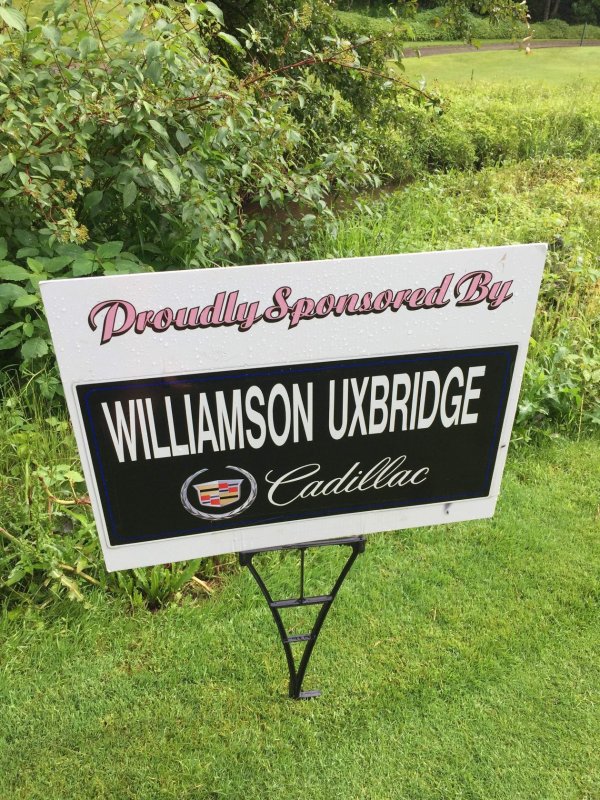 Proudly Sponsored By
WILLIAMSON UXBRIDGE
Cadillac